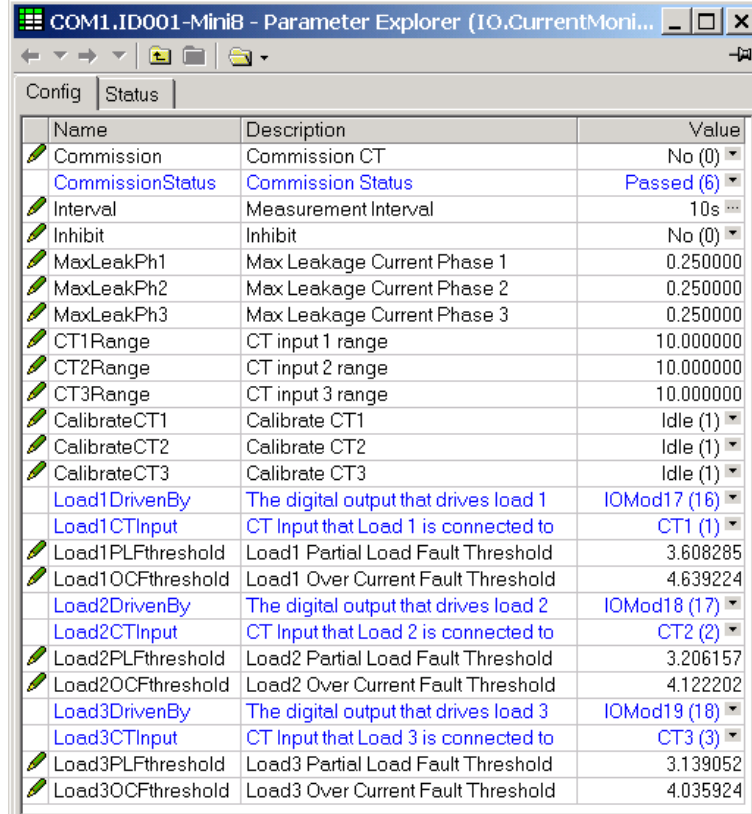 COM1.ID001-Mini8 - Parameter Explorer (IO.CurrentMoni...
Config Status
Name Description Value
Commission Commission CT No (0)
CommissionStatus Commission Status Passed (6)
Interval Measurement Interval 10s ...
Inhibit Inhibit No (0)
MaxLeakPh1 Max Leakage Current Phase 1 0.250000
MaxLeakPh2 Max Leakage Current Phase 2 0.250000
MaxLeakPh3 Max Leakage Current Phase 3 0.250000
CT1Range CT input 1 range 10.000000
CT2Range CT input 2 range 10.000000
CT3Range CT input 3 range 10.000000
CalibrateCT1 Calibrate CT1 Idle (1)
CalibrateCT2 Calibrate CT2 Idle (1)
CalibrateCT3 Calibrate CT3 Idle (1)
Load1DrivenBy The digital output that drives load 1 IOMod17 (16)
Load1CTInput CT Input that Load 1 is connected to CT1 (1)
Load1PLFthreshold Load1 Partial Load Fault Threshold 3.608285
Load1OCFthreshold Load1 Over Current Fault Threshold 4.639224
Load2DrivenBy The digital output that drives load 2 IOMod18 (17)
Load2CTInput CT Input that Load 2 is connected to CT2 (2)
Load2PLFthreshold Load2 Partial Load Fault Threshold 3.206157
Load2OCFthreshold Load2 Over Current Fault Threshold 4.122202
Load3DrivenBy The digital output that drives load 3 IOMod19 (18)
Load3CTInput CT Input that Load 3 is connected to CT3 (3)
Load3PLFthreshold Load3 Partial Load Fault Threshold 3.139052
Load3OCFthreshold Load3 Over Current Fault Threshold 4.035924